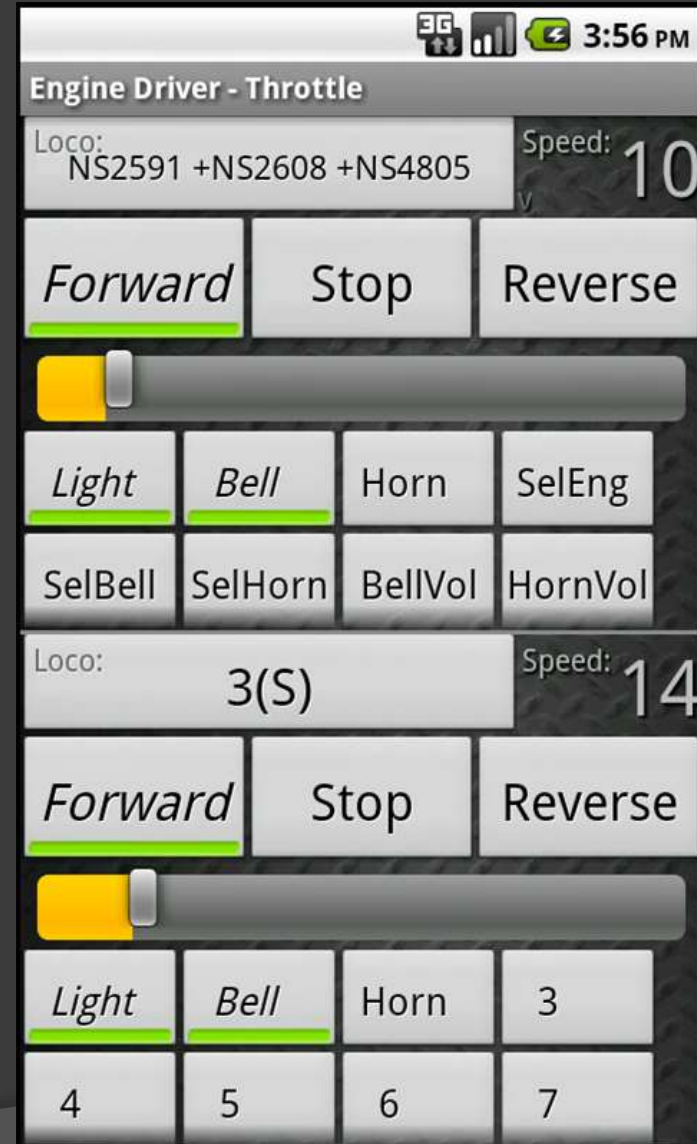 3G 3:56 PM
Engine Driver - Throttle
Loco: Speed: 10
NS2591 +NS2608 +NS4805
V
Forward Stop Reverse
Light Bell Horn SelEng
SelBell SelHorn BellVol HornVol
Loco: Speed: 14
3(S)
Forward Stop Reverse
Light Bell Horn 3
4 5 6 7